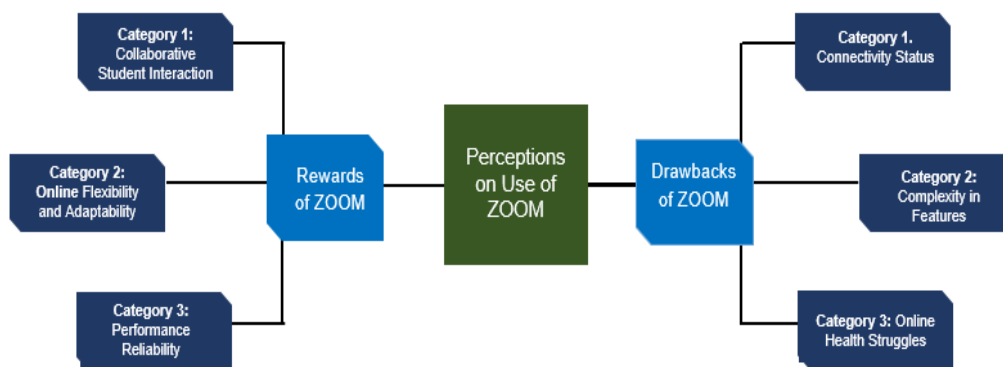 Category 1:
Collaborative
Student Interaction
Category 2:
Online Flexibility
and Adaptability
Category 3:
Performance
Reliability
Rewards
of ZOOM
Perceptions
on Use of
ZOOM
Drawbacks
of ZOOM
Category 1.
Connectivity Status
Category 2:
Complexity in
Features
Category 3: Online
Health Struggles